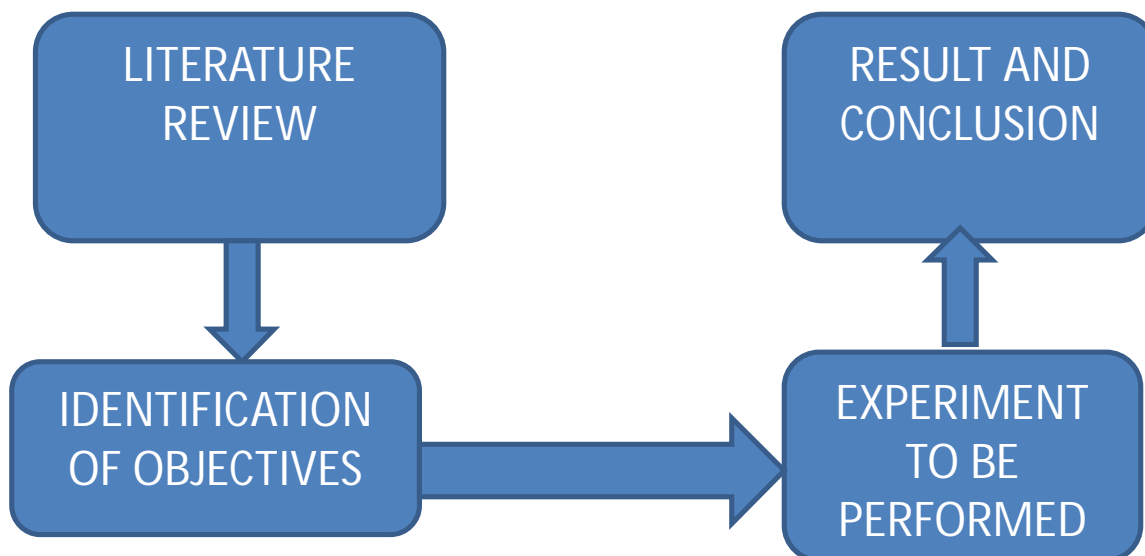 LITERATURE
REVIEW
IDENTIFICATION
OF OBJECTIVES
EXPERIMENT
TO BE
PERFORMED
RESULT AND
CONCLUSION